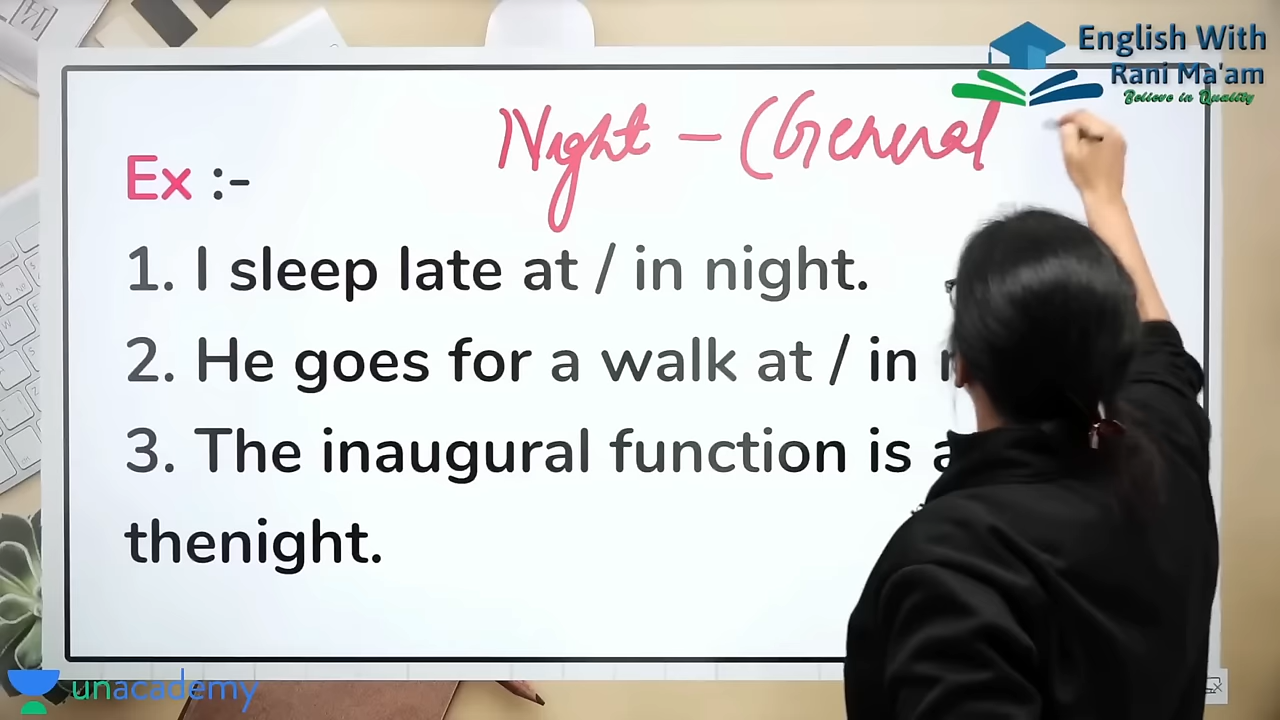 English With
Rani Ma'am
Believe in Quality
Night – (General
Ex :-
1. I sleep late at / in night.
2. He goes for a walk at / in
3. The inaugural function is
thenight.
unacademy